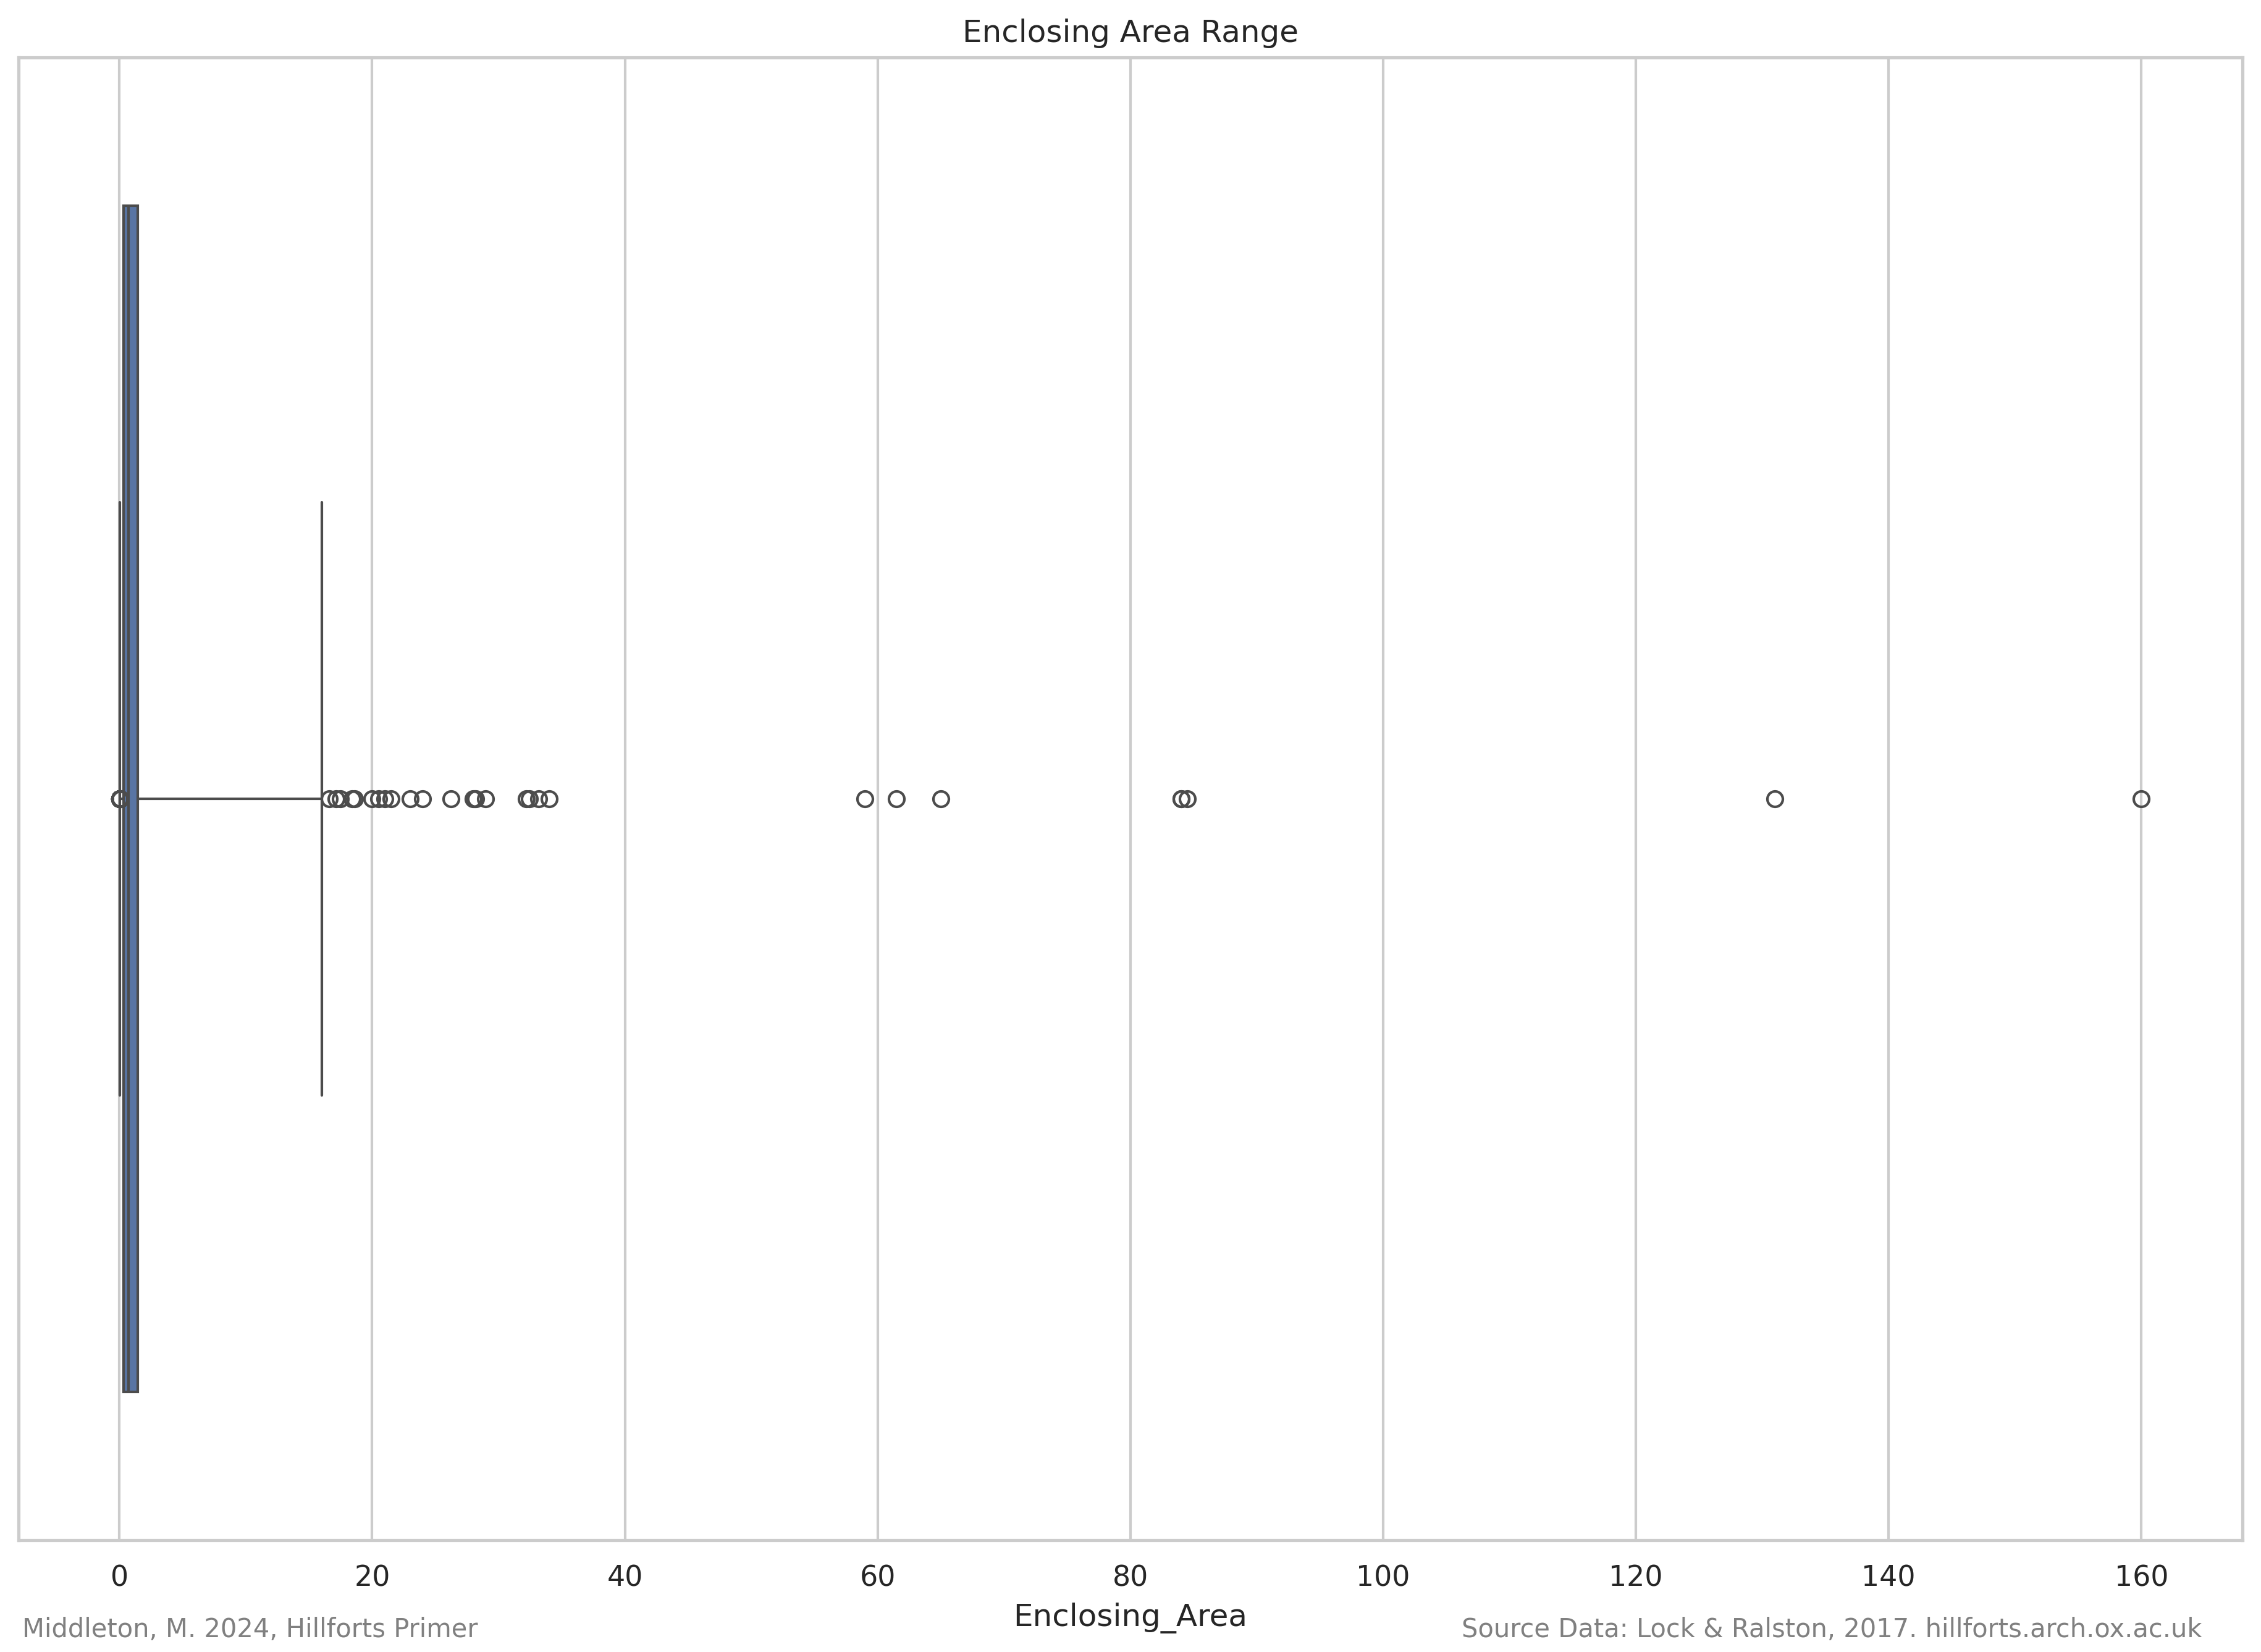 Enclosing Area Range
0 20 40 60 80 100 120 140 160
Enclosing_Area
Middleton, M. 2024, Hillforts Primer
Source Data: Lock & Ralston, 2017. hillforts.arch.ox.ac.uk